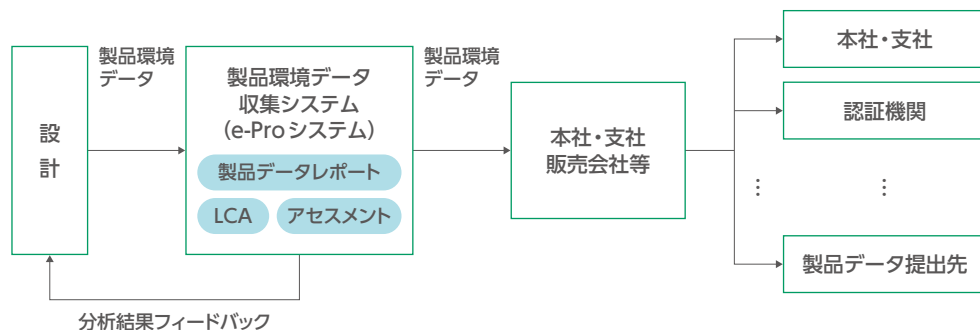 設
計
製品環境
データ
製品環境データ
収集システム
（e-Pro システム）
製品データレポート
LCA
アセスメント
分析結果フィードバック
製品環境
データ
本社・支社
販売会社等
本社・支社
認証機関
⋮
⋮
製品データ提出先